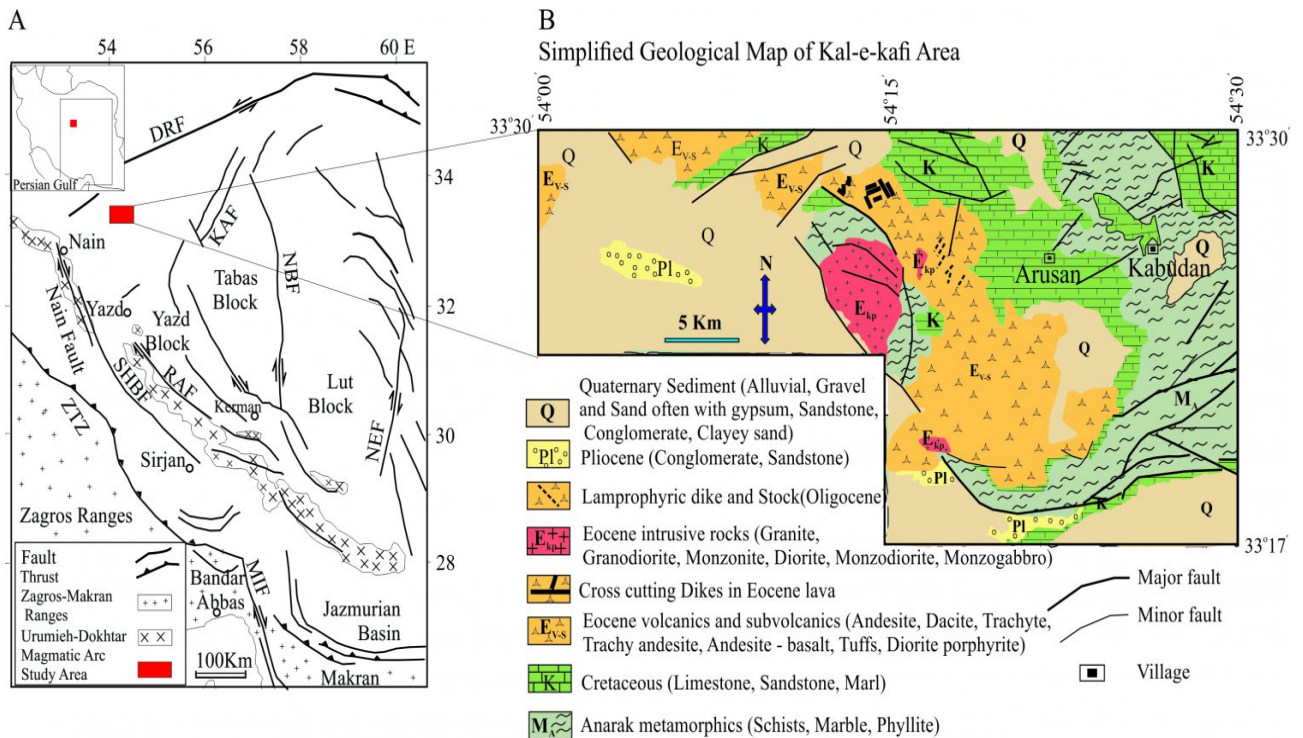 A
54
56
58
60 E
34
32
30
28
Persian Gulf
DRF
Nain
KAF
Tabas
Block
NBF
Yazd
Yazd
Block
Nain Fault
SHBF
RAF
Lut
Block
Kerman
ZTZ
NEF
Sirjan
Zagros Ranges
Bandar
Abbas
MIF
Jazmurian
Basin
Makran
Fault
Thrust
Zagros-Makran
Ranges
Urumieh-Dokhtar
Magmatic Arc
Study Area
100Km
B
Simplified Geological Map of Kal-e-kafi Area
54°00
54°15
54°30
33°30
33°30
33°17
Q
EV-S
K
Q
Q
EV-S
EV-S
K
K
Q
Pl
N
5 Km
Ekp
Ekp
K
Arusan
Kabudan
Q
Q
EV-S
MA
Ekp
Pl
K
Pl
Q
Q
Quaternary Sediment (Alluvial, Gravel
and Sand often with gypsum, Sandstone,
Conglomerate, Clayey sand)
Pl
Pliocene (Conglomerate, Sandstone)
Lamprophyric dike and Stock(Oligocene)
Ekp
Eocene intrusive rocks (Granite,
Granodiorite, Monzonite, Diorite, Monzodiorite, Monzogabbro)
Cross cutting Dikes in Eocene lava
EV-S
Eocene volcanics and subvolcanics (Andesite, Dacite, Trachyte,
Trachy andesite, Andesite - basalt, Tuffs, Diorite porphyrite)
K
Cretaceous (Limestone, Sandstone, Marl)
MA
Anarak metamorphics (Schists, Marble, Phyllite)
Major fault
Minor fault
Village